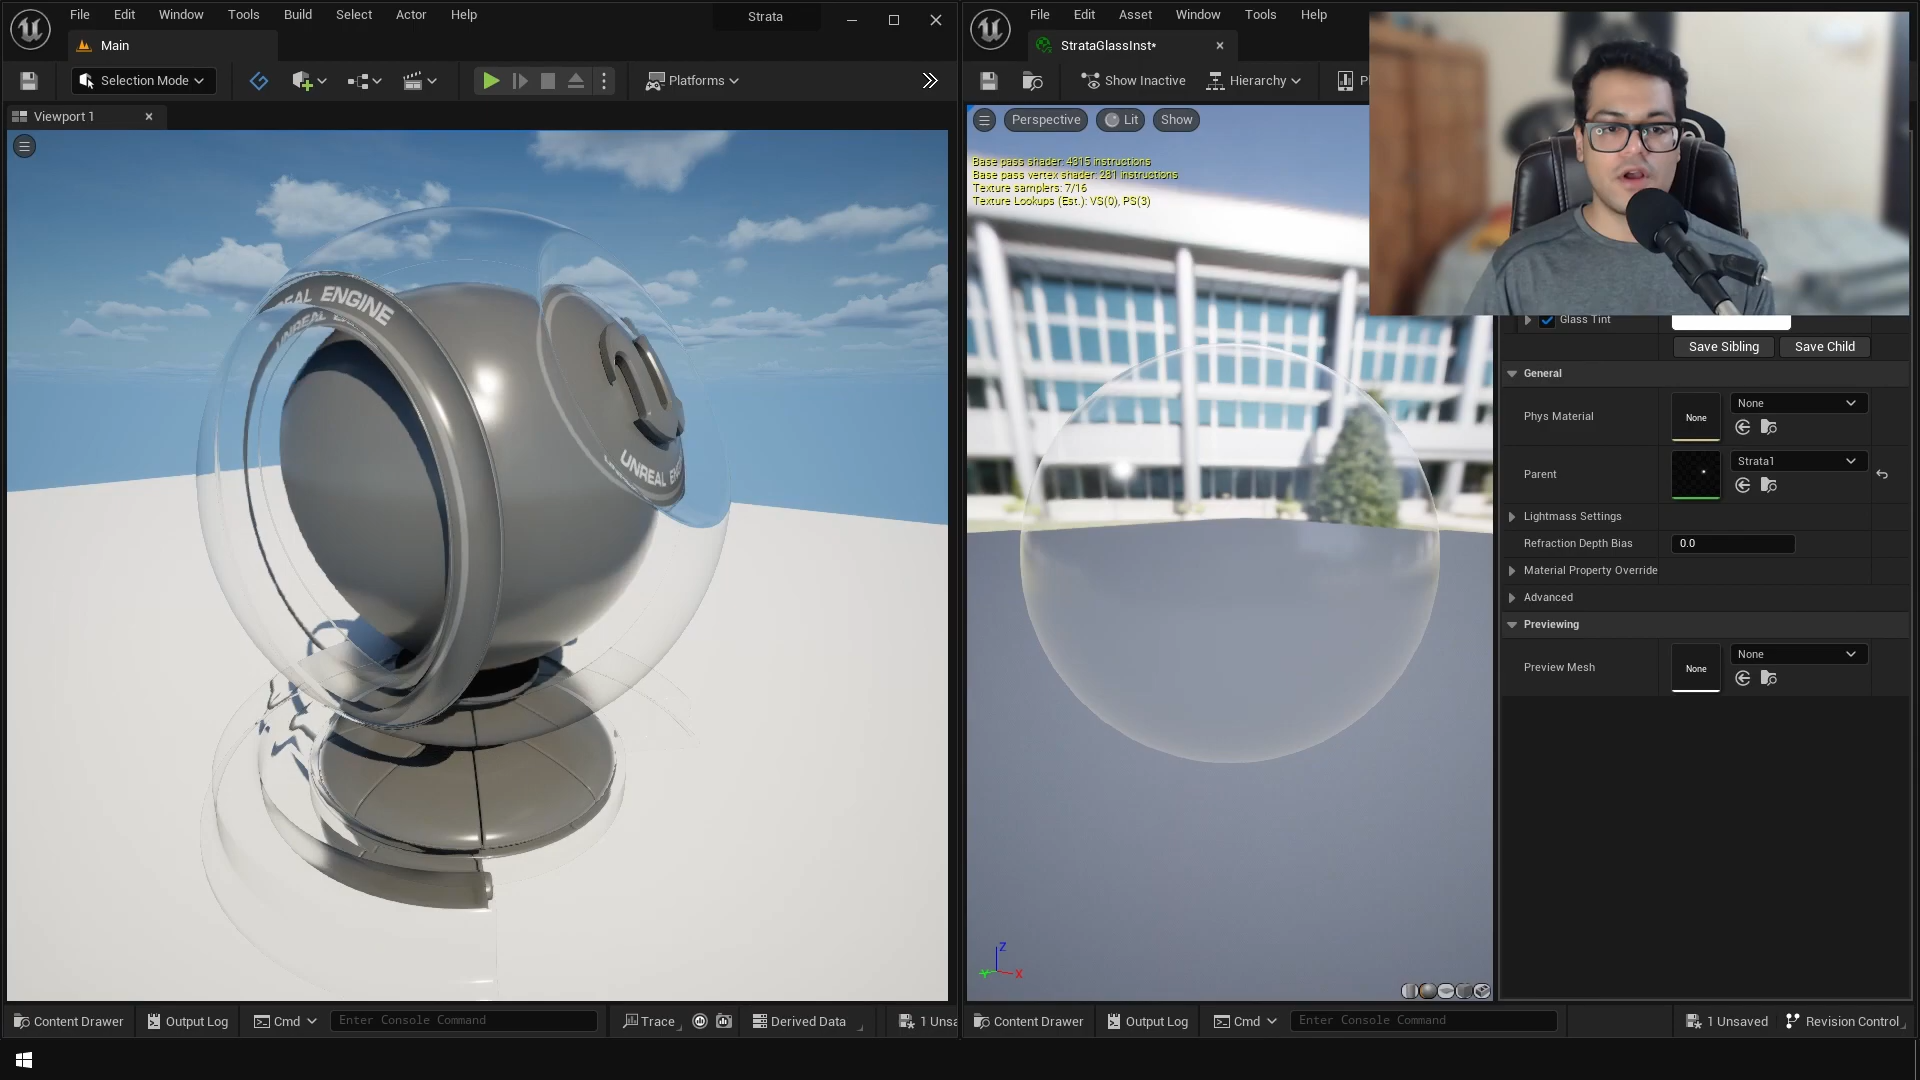 File Edit Window Tools Build Select Actor Help
Strata
Main
Selection Mode
Platforms
Viewport 1
REAL ENGINE
UNREAL E
UNREAL EN
Content Drawer
Output Log
Cmd
Enter Console Command
Trace
Derived Data
1 Unsa
File Edit Asset Window Tools Help
StrataGlassInst*
Show Inactive
Hierarchy
P
Perspective
Lit
Show
Base pass shader: 4315 instructions
Base pass vertex shader: 281 instructions
Texture samplers: 7/16
Texture Lookups (Est.): VS(0), PS(3)
Z
Y
X
Glass Tint
Save Sibling
Save Child
General
Phys Material
None
None
Parent
Strata1
Lightmass Settings
Refraction Depth Bias
0.0
Material Property Override
Advanced
Previewing
Preview Mesh
None
None
Content Drawer
Output Log
Cmd
Enter Console Command
1 Unsaved
Revision Control